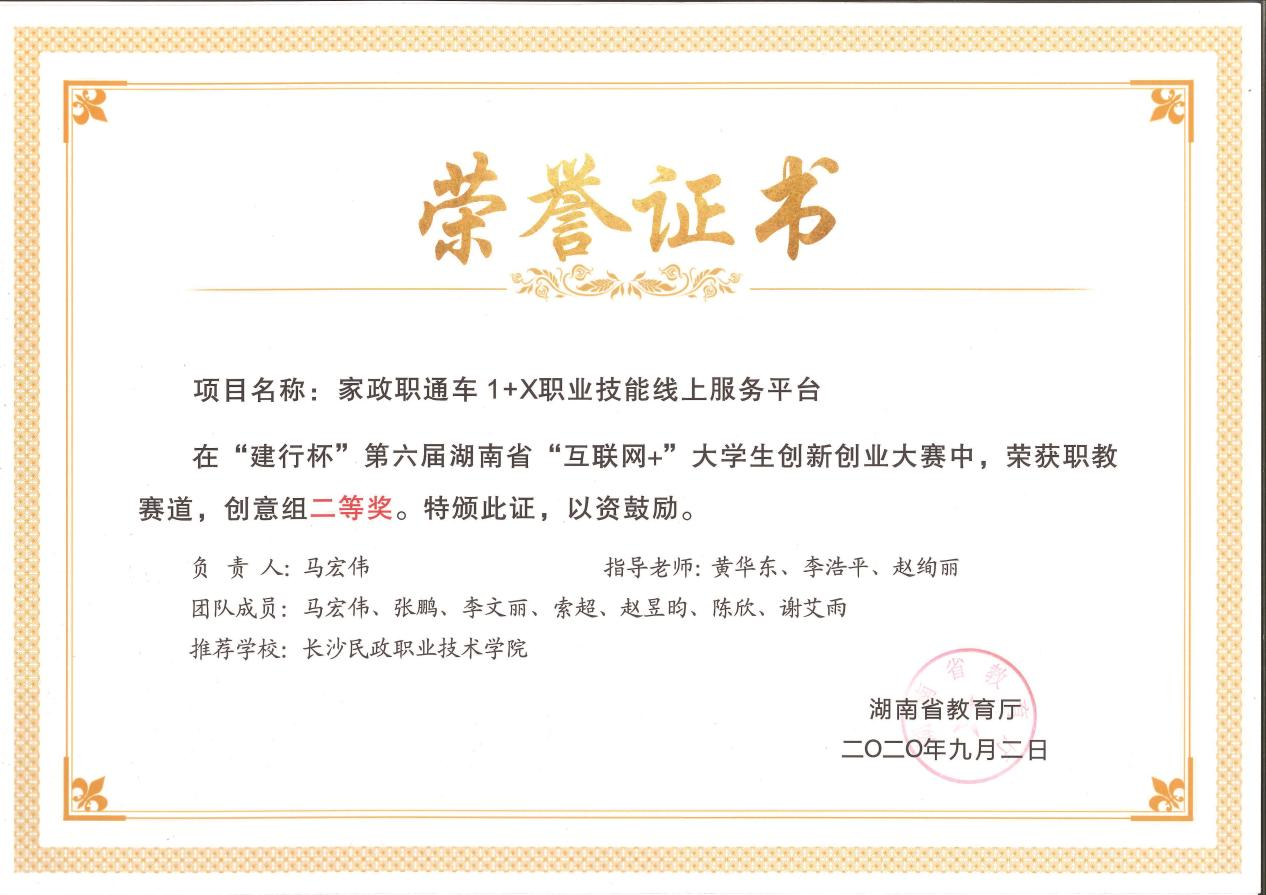 荣誉证书
项目名称：家政职通车1+X职业技能线上服务平台
在“建行杯”第六届湖南省“互联网+”大学生创新创业大赛中，荣获职教
赛道，创意组二等奖。特颁此证，以资鼓励。
负 责 人：马宏伟 指导老师：黄华东、李浩平、赵绚丽
团队成员：马宏伟、张鹏、李文丽、索超、赵昱昀、陈欣、谢艾雨
推荐学校：长沙民政职业技术学院
湖南省教育厅
二〇二〇年九月二日